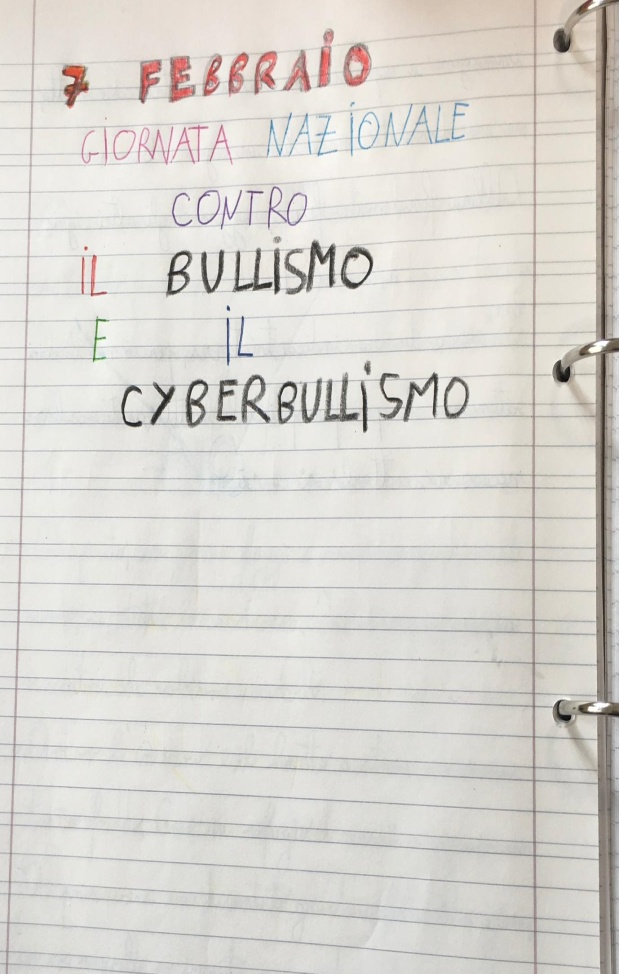 7 FEBBRAIO
GIORNATA NAZIONALE
CONTRO
IL BULLISMO
E IL
CYBERBULLISMO